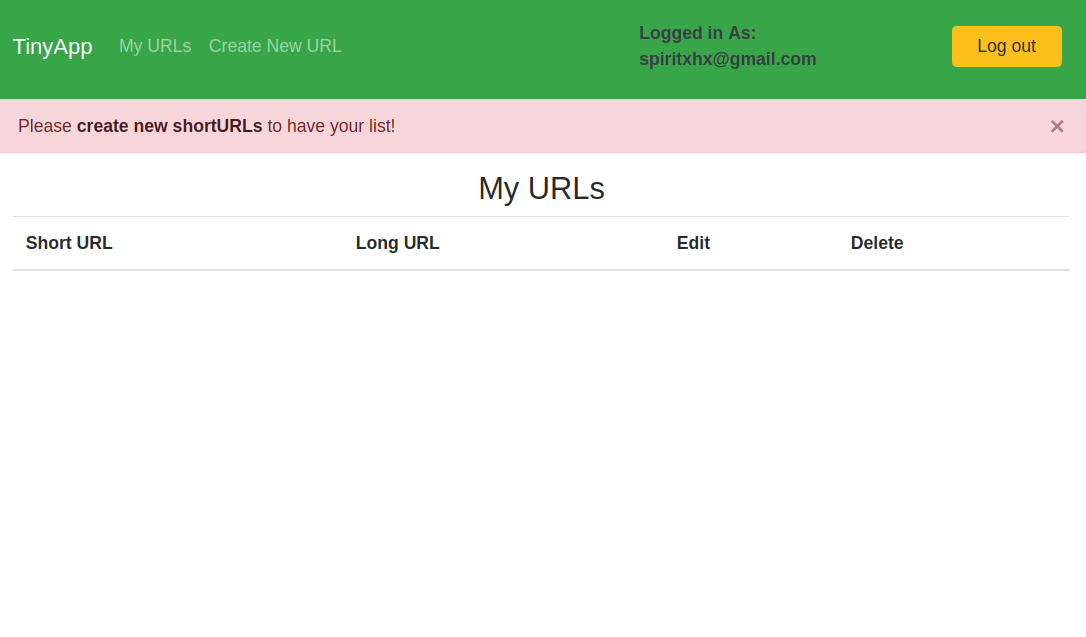 TinyApp My URLs Create New URL
Logged in As:
spiritxhx@gmail.com
Log out
Please create new shortURLs to have your list!
×
My URLs
Short URL Long URL Edit Delete